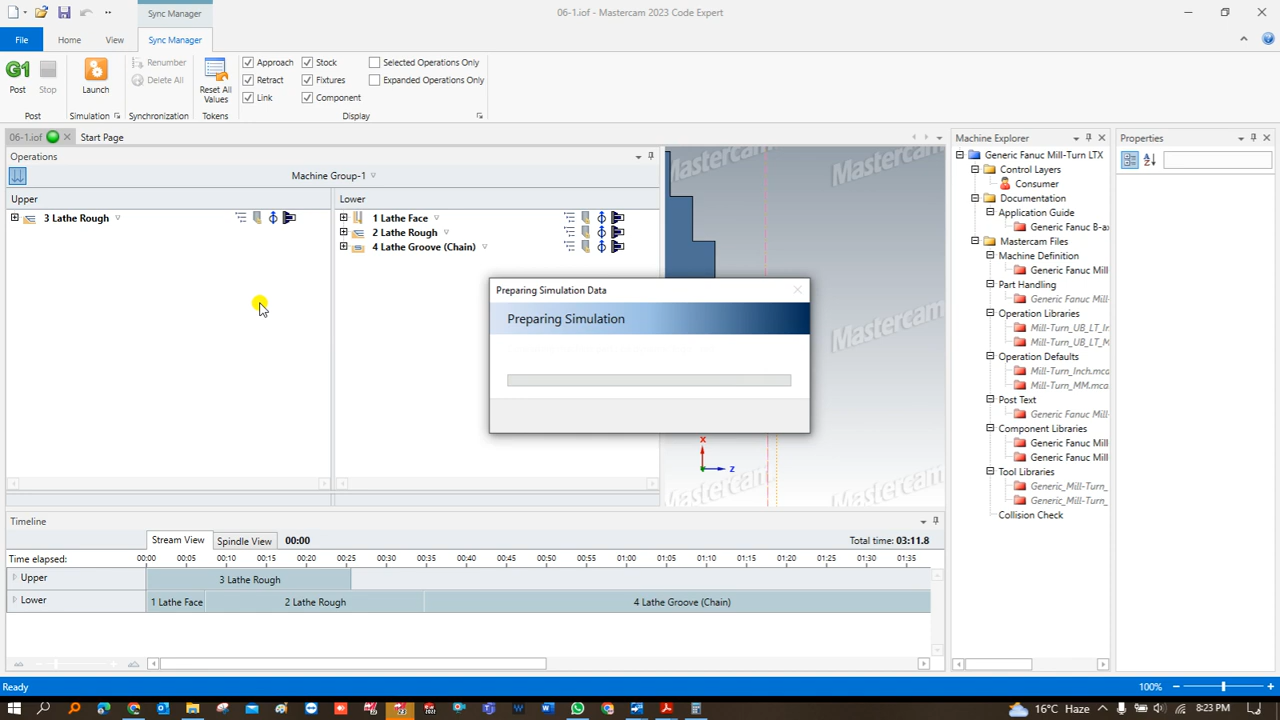 Sync Manager
06-1.iof - Mastercam 2023 Code Expert
File
Home
View
Sync Manager
G1
Post
Stop
Post
Launch
Simulation
Renumber
Delete All
Synchronization
Reset All
Values
Tokens
Approach
Stock
Selected Operations Only
Retract
Fixtures
Expanded Operations Only
Link
Component
Display
06-1.iof
Start Page
Operations
Machine Group-1
Upper
Lower
3 Lathe Rough
1 Lathe Face
2 Lathe Rough
4 Lathe Groove (Chain)
Mastercam
Mastercam
Mastercam
Mastercam
Mastercam
Mastercam
X
Z
Preparing Simulation Data
Preparing Simulation
Machine Explorer
Generic Fanuc Mill-Turn LTX
Control Layers
Consumer
Documentation
Application Guide
Generic Fanuc B-ax
Mastercam Files
Machine Definition
Generic Fanuc Mill
Part Handling
Generic Fanuc Mill-
Operation Libraries
Mill-Turn_UB_LT_In
Mill-Turn_UB_LT_M
Operation Defaults
Mill-Turn_Inch.mca
Mill-Turn_MM.mca
Post Text
Generic Fanuc Mill
Component Libraries
Generic Fanuc Mill
Generic Fanuc Mill
Tool Libraries
Generic_Mill-Turn_
Generic_Mill-Turn_
Collision Check
Properties
Timeline
Stream View
Spindle View
00:00
Total time: 03:11.8
Time elapsed:
00:00 00:05 00:10 00:15 00:20 00:25 00:30 00:35 00:40 00:45 00:50 00:55 01:00 01:05 01:10 01:15 01:20 01:25 01:30 01:35
Upper
3 Lathe Rough
Lower
1 Lathe Face
2 Lathe Rough
4 Lathe Groove (Chain)
Ready
100%
16°C Haze
8:23 PM